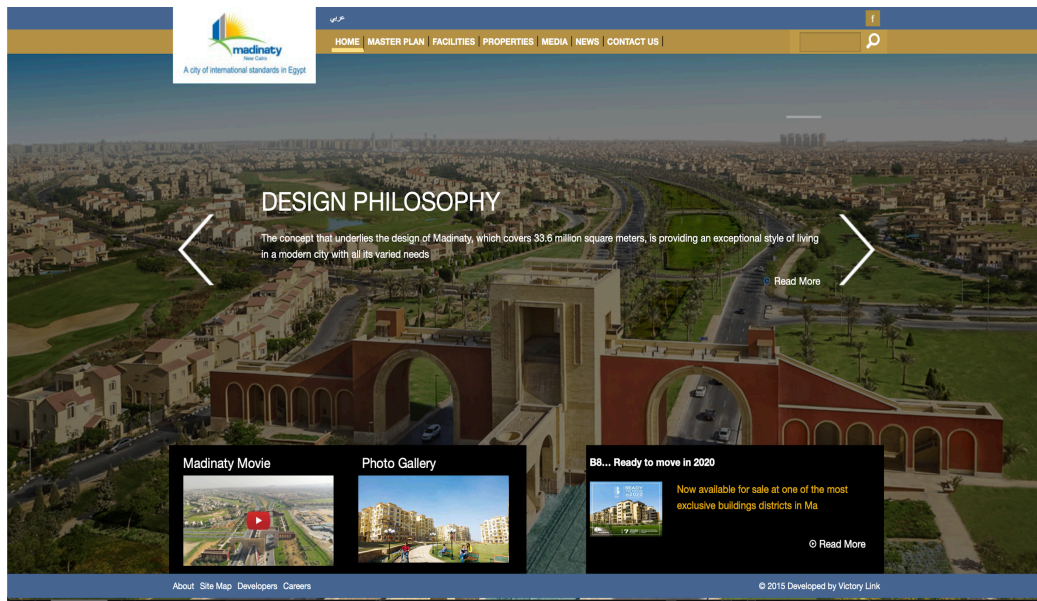 عربي
f
madinaty
New Cairo
A city of international standards in Egypt
HOME MASTER PLAN FACILITIES PROPERTIES MEDIA NEWS CONTACT US
DESIGN PHILOSOPHY
The concept that underlies the design of Madinaty, which covers 33.6 million square meters, is providing an exceptional style of living
in a modern city with all its varied needs
Read More
Madinaty Movie
Photo Gallery
B8... Ready to move in 2020
READY
in 2020
Now available for sale at one of the most
exclusive buildings districts in Ma
Read More
About Site Map Developers Careers
© 2015 Developed by Victory Link